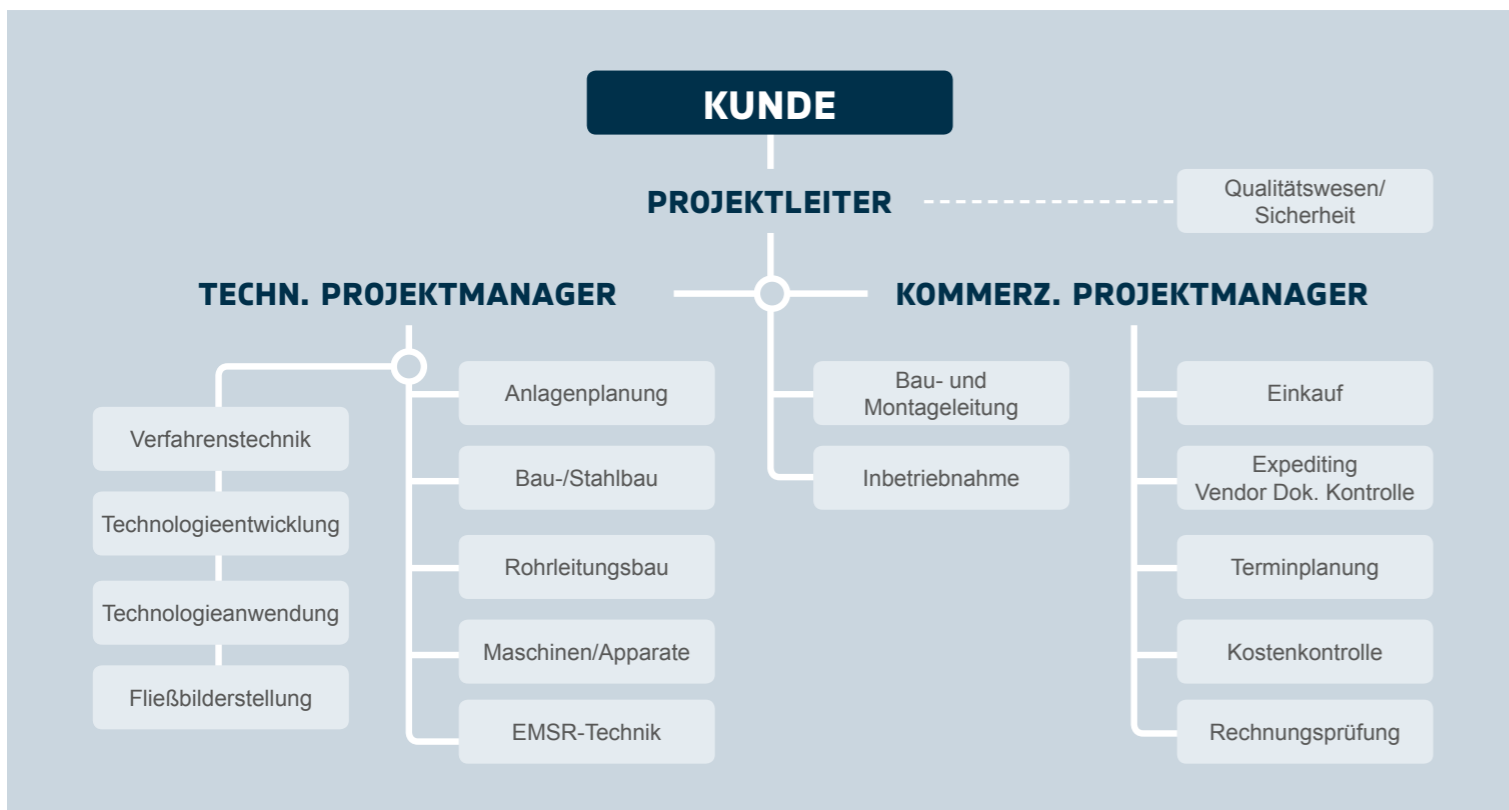 KUNDE
PROJEKTLEITER
Qualitätswesen/
Sicherheit
TECHN. PROJEKTMANAGER
KOMMERZ. PROJEKTMANAGER
Verfahrenstechnik
Technologieentwicklung
Technologieanwendung
Fließbilderstellung
Anlagenplanung
Bau-/Stahlbau
Rohrleitungsbau
Maschinen/Apparate
EMSR-Technik
Bau- und
Montageleitung
Inbetriebnahme
Einkauf
Expediting
Vendor Dok. Kontrolle
Terminplanung
Kostenkontrolle
Rechnungsprüfung